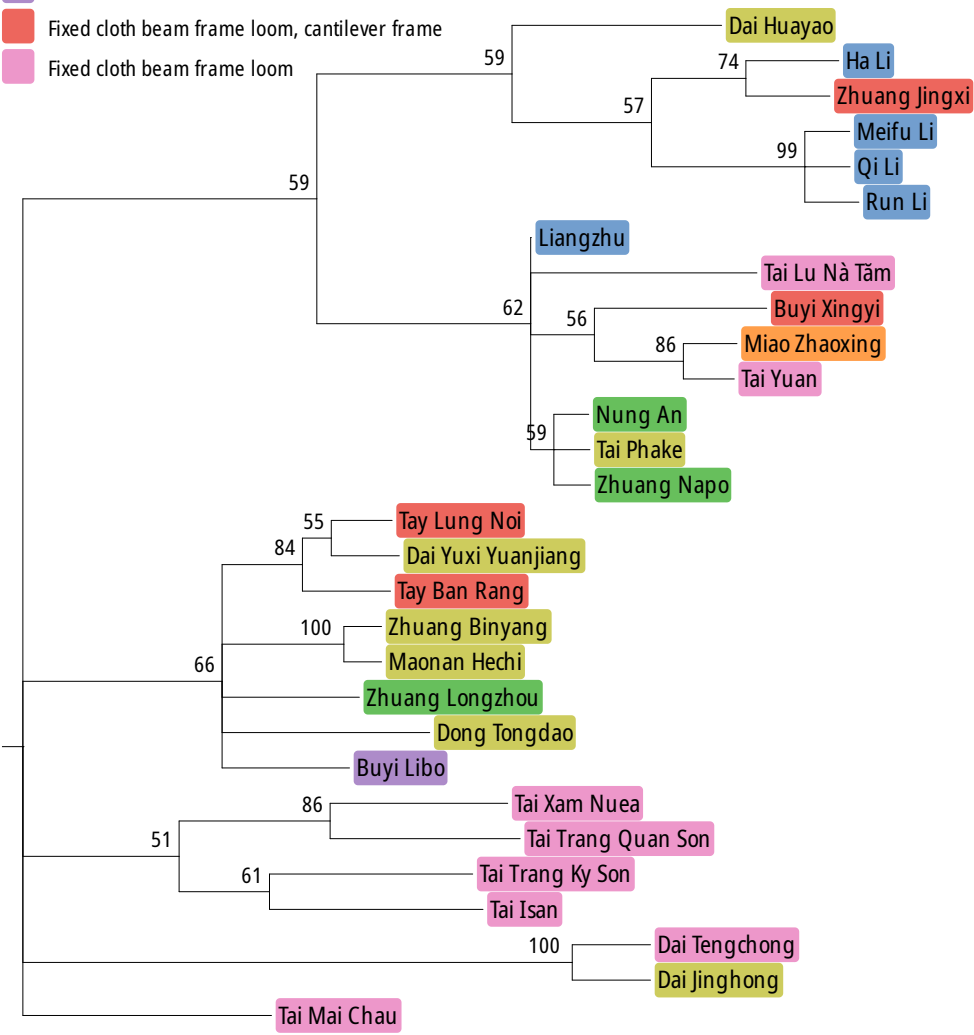 Fixed cloth beam frame loom, cantilever frame
Fixed cloth beam frame loom
Dai Huayao
59
Ha Li
74
Zhuang Jingxi
57
Meifu Li
99
Qi Li
59
Run Li
Liangzhu
Tai Lu Nà Tăm
62
Buyi Xingyi
56
Miao Zhaoxing
86
Tai Yuan
Nung An
59
Tai Phake
Zhuang Napo
Tay Lung Noi
55
Dai Yuxi Yuanjiang
84
Tay Ban Rang
Zhuang Binyang
100
Maonan Hechi
66
Zhuang Longzhou
Dong Tongdao
Buyi Libo
Tai Xam Nuea
86
Tai Trang Quan Son
51
Tai Trang Ky Son
61
Tai Isan
Dai Tengchong
100
Dai Jinghong
Tai Mai Chau